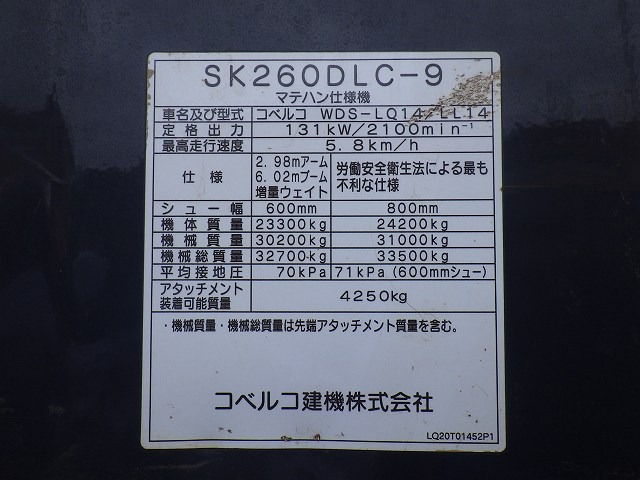 SK260DLC-9
マテハン仕様機
車名及び型式 コベルコ WDS-LQ14/LL14
定格出力 131kW/2100min⁻¹
最高走行速度 5.8km/h
仕様 2.98mアーム 6.02mブーム 増量ウェイト 労働安全衛生法による最も不利な仕様
シュー幅 600mm 800mm
機体質量 23300kg 24200kg
機械質量 30200kg 31000kg
機械総質量 32700kg 33500kg
平均接地圧 70kPa 71kPa(600mmシュー)
アタッチメント装着可能質量 4250kg
・機械質量・機械総質量は先端アタッチメント質量を含む。
コベルコ建機株式会社
LQ20T01452P1